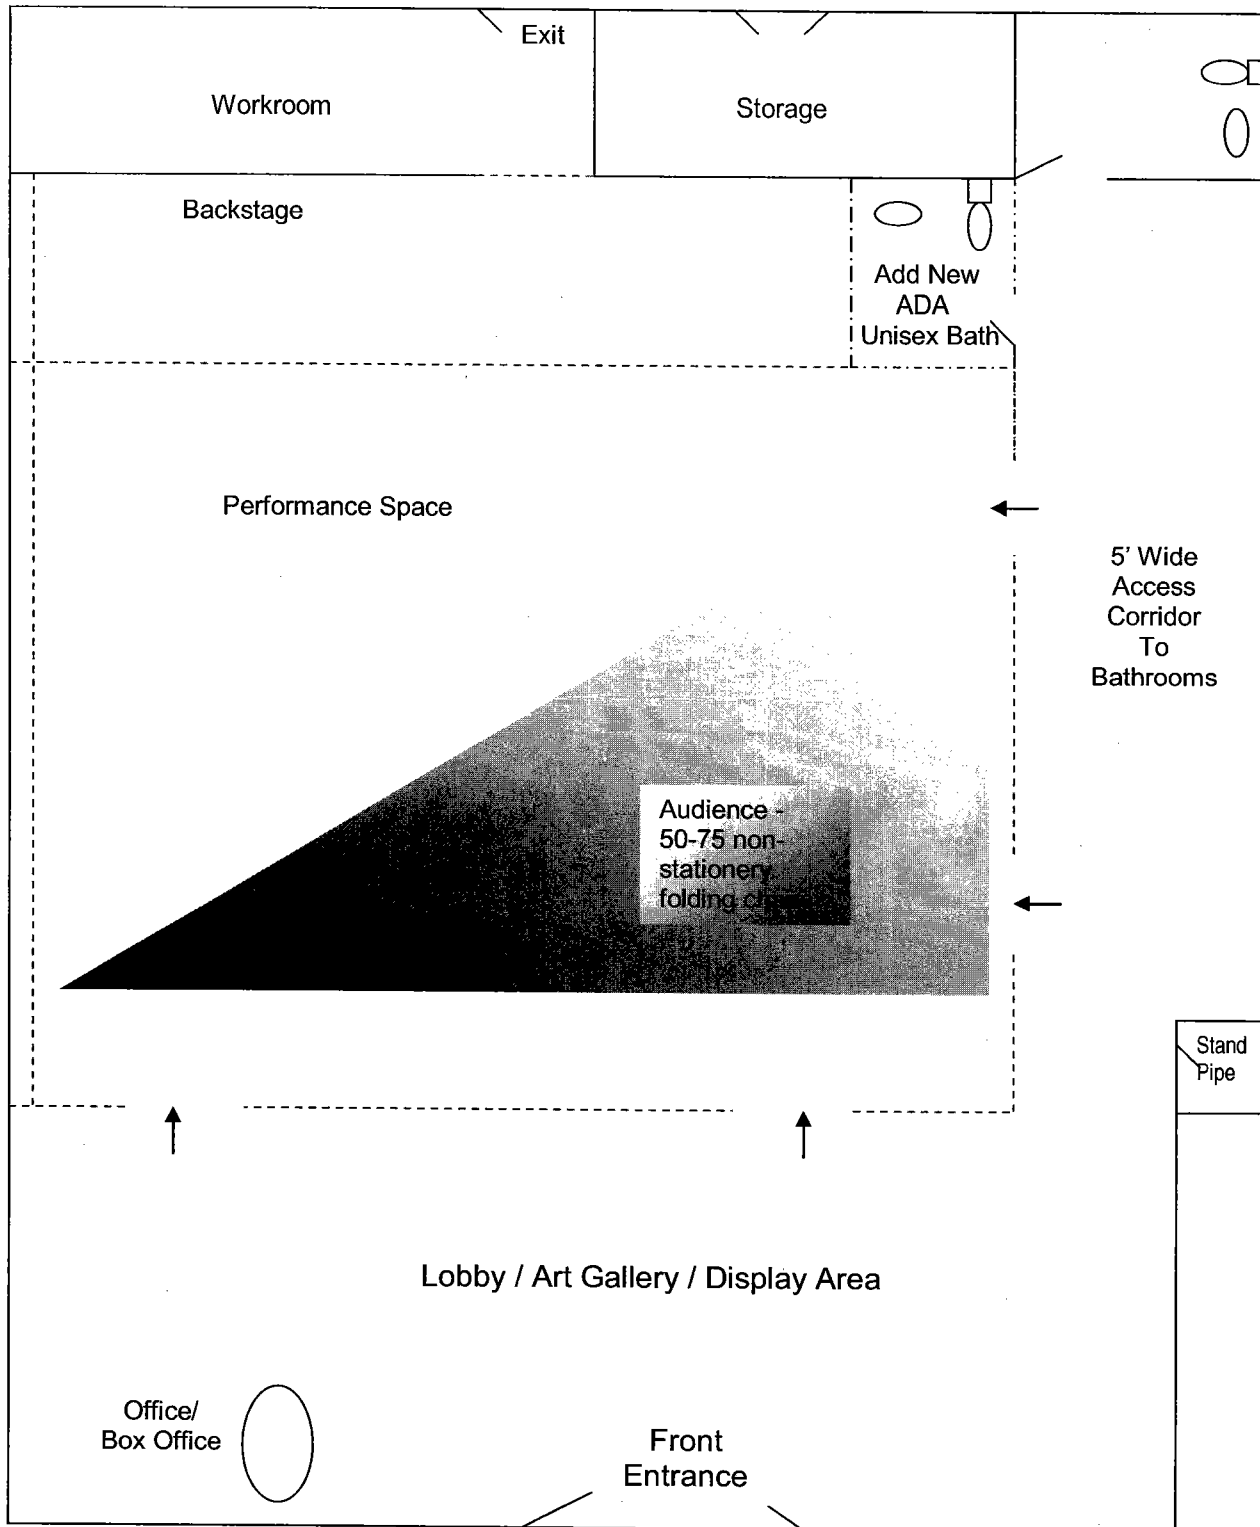 Exit
Workroom
Storage
Backstage
Add New
ADA
Unisex Bath
Performance Space
5' Wide
Access
Corridor
To
Bathrooms
Audience -
50-75 non-
stationery,
folding
Stand
Pipe
Lobby / Art Gallery / Display Area
Office/
Box Office
Front
Entrance